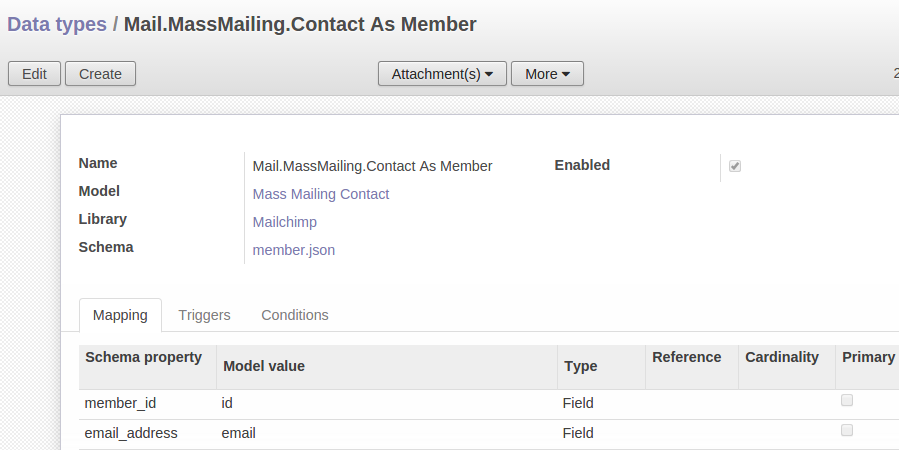 Data types / Mail.MassMailing.Contact As Member
Edit Create Attachment(s) More 2
Name Mail.MassMailing.Contact As Member Enabled
Model Mass Mailing Contact
Library Mailchimp
Schema member.json
Mapping Triggers Conditions
Schema property Model value Type Reference Cardinality Primary
member_id id Field
email_address email Field